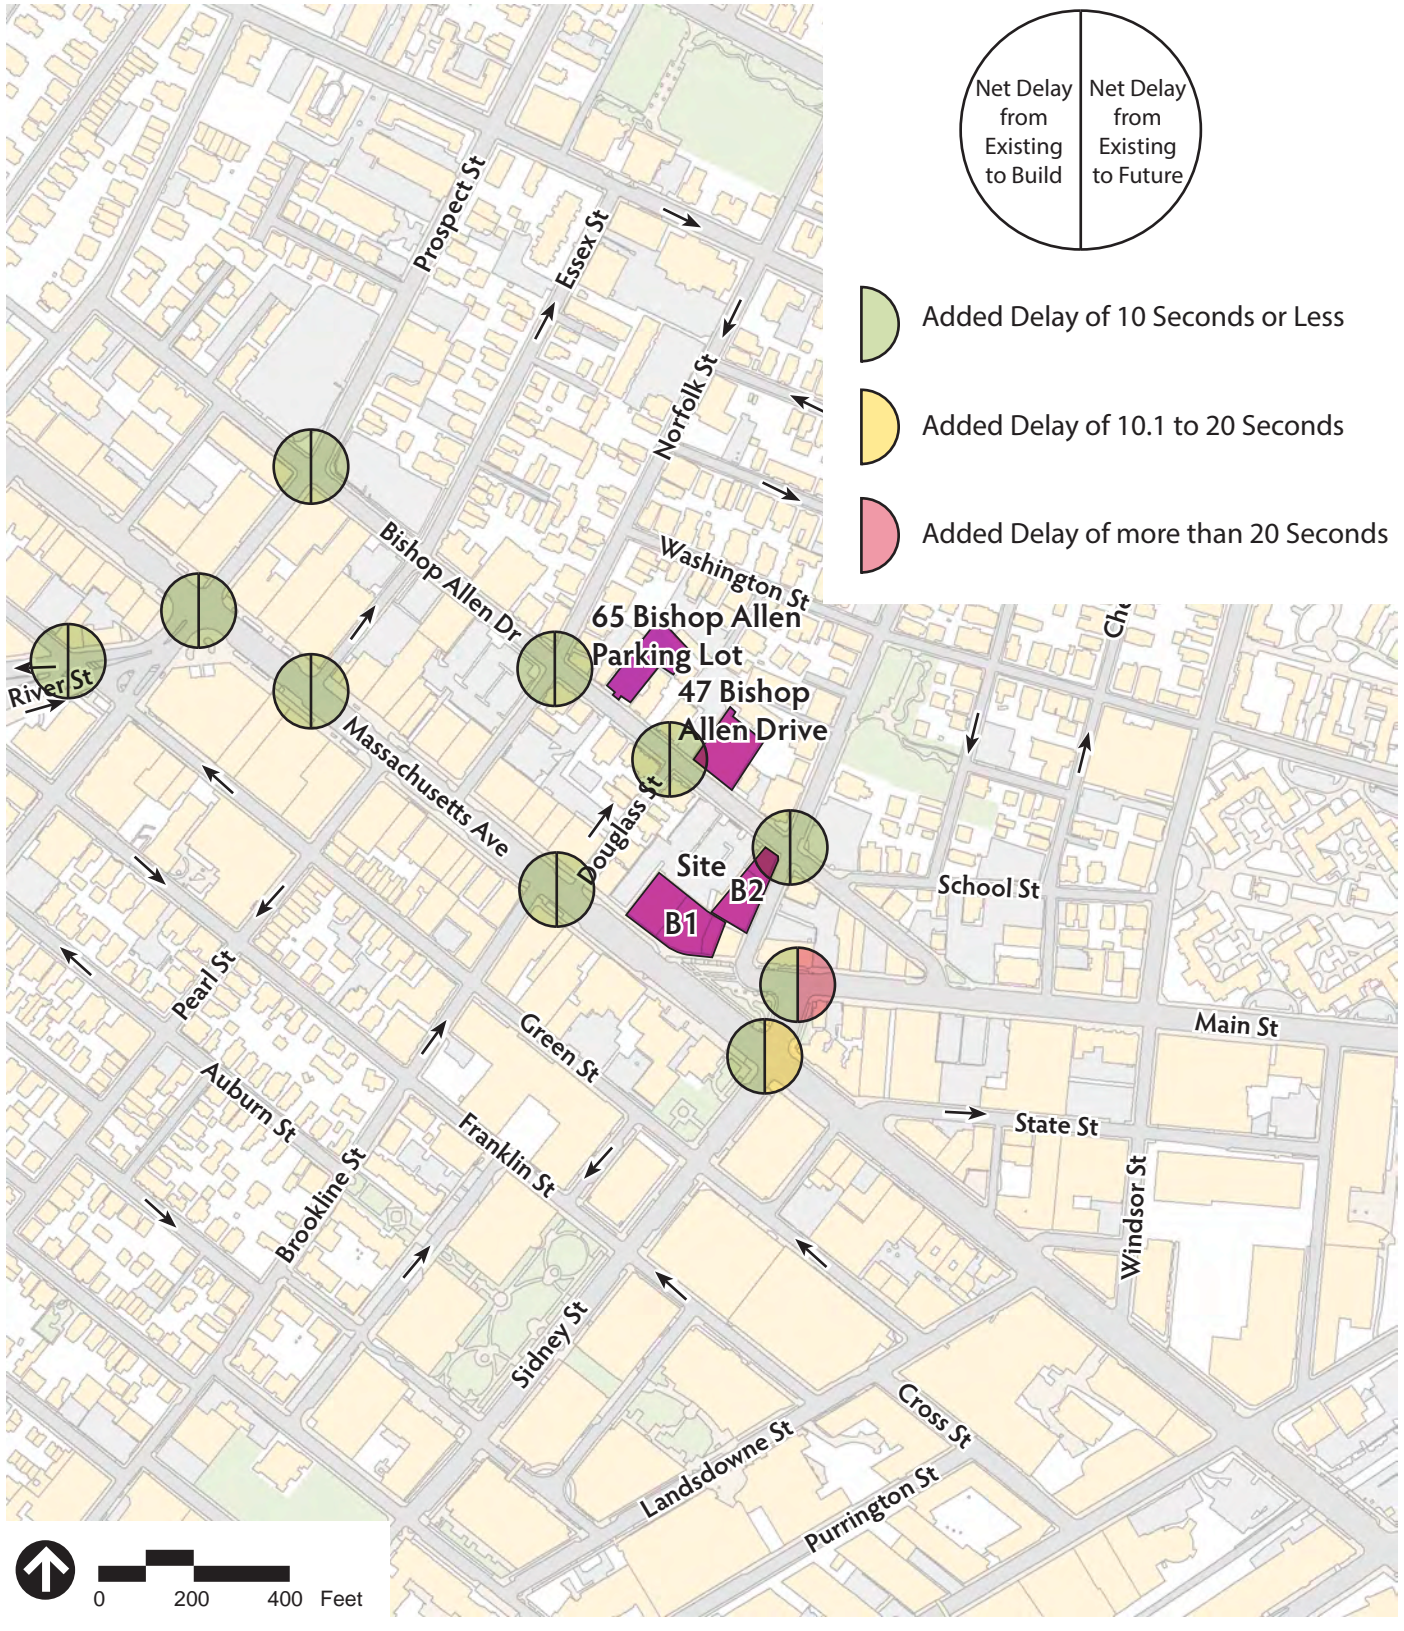 Net Delay
from
Existing
to Build
Net Delay
from
Existing
to Future
Added Delay of 10 Seconds or Less
Added Delay of 10.1 to 20 Seconds
Added Delay of more than 20 Seconds
Prospect St
Essex St
Norfolk St
Washington St
Bishop Allen Dr
65 Bishop Allen
Parking Lot
47 Bishop
Allen Drive
River St
Massachusetts Ave
Douglass St
Site
B2
B1
School St
Main St
Pearl St
Green St
Auburn St
Franklin St
State St
Brookline St
Windsor St
Sidney St
Cross St
Landsdowne St
Purrington St
0 200 400 Feet